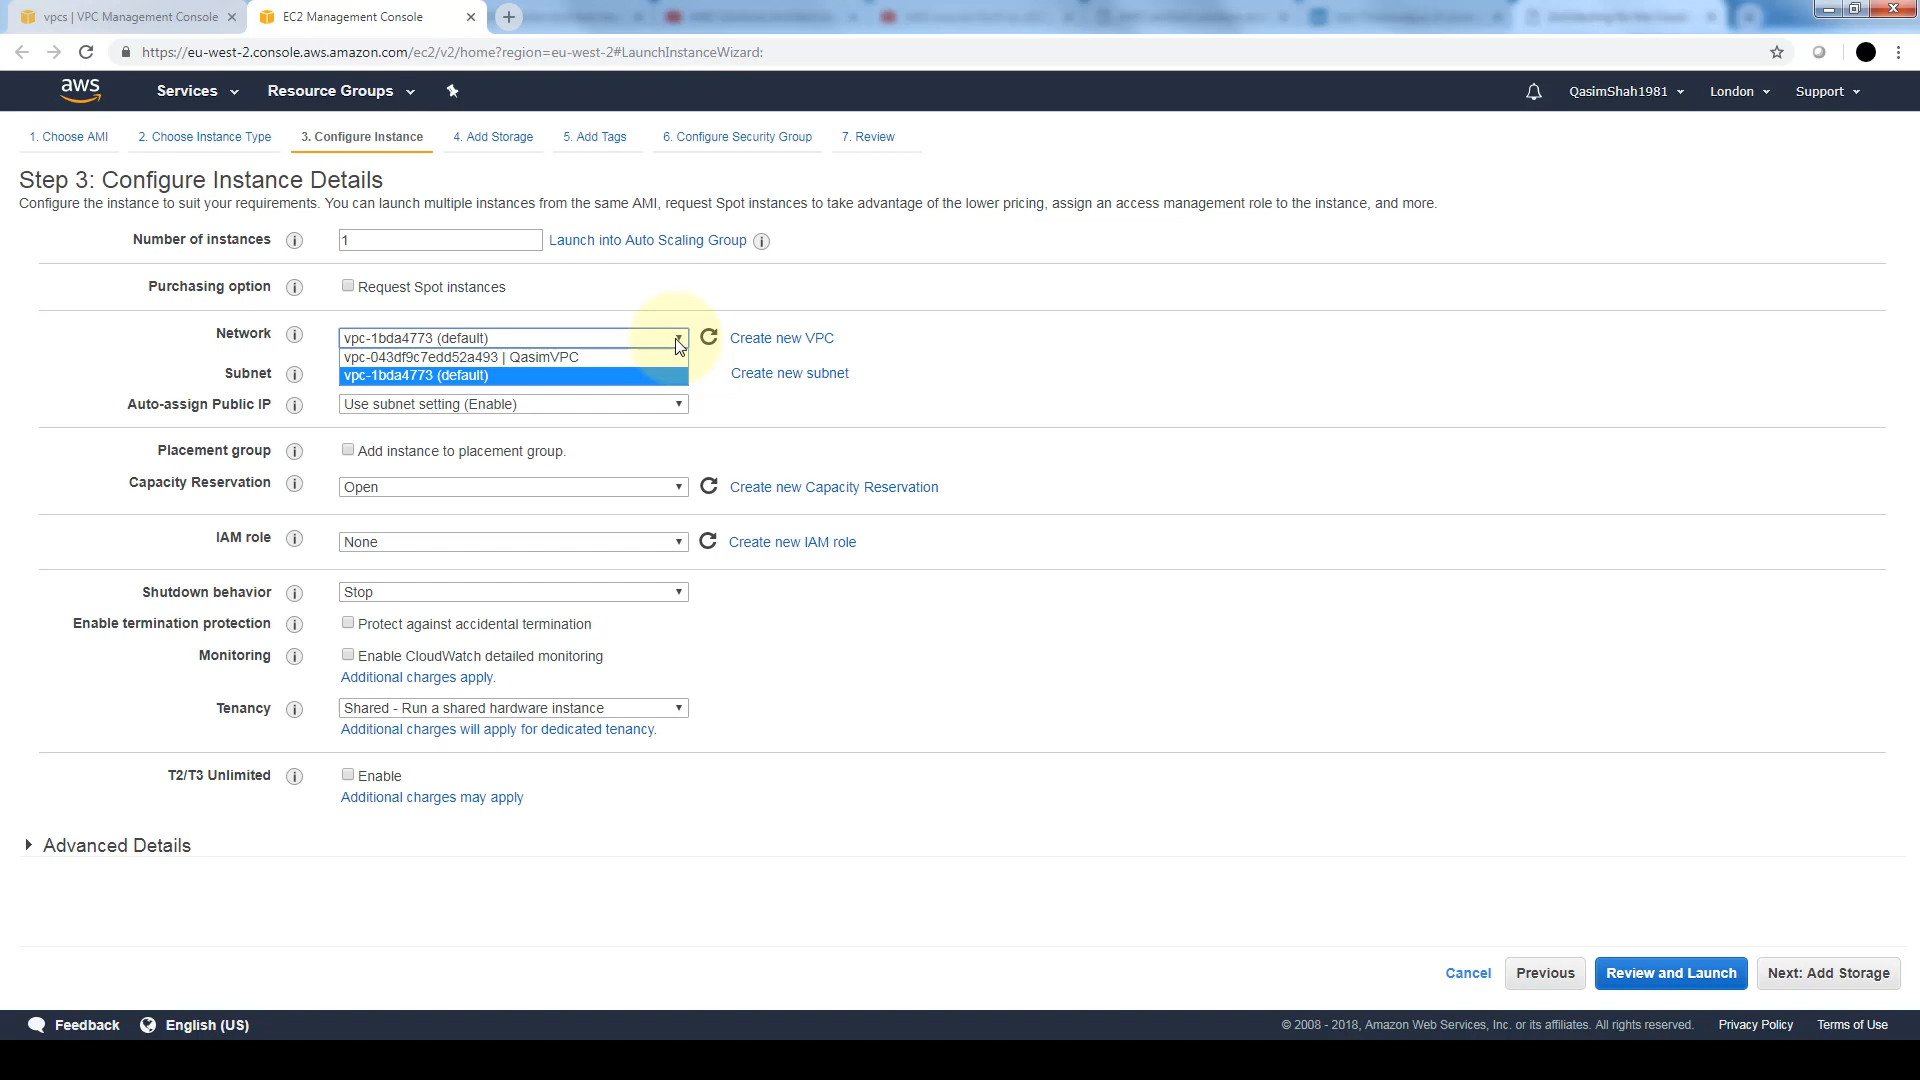 vpcs | VPC Management Console
EC2 Management Console
https://eu-west-2.console.aws.amazon.com/ec2/v2/home?region=eu-west-2#LaunchInstanceWizard:
aws
Services
Resource Groups
QasimShah1981
London
Support
1. Choose AMI
2. Choose Instance Type
3. Configure Instance
4. Add Storage
5. Add Tags
6. Configure Security Group
7. Review
Step 3: Configure Instance Details
Configure the instance to suit your requirements. You can launch multiple instances from the same AMI, request Spot instances to take advantage of the lower pricing, assign an access management role to the instance, and more.
Number of instances
1
Launch into Auto Scaling Group
Purchasing option
Request Spot instances
Network
vpc-1bda4773 (default)
Create new VPC
vpc-043df9c7edd52a493 | QasimVPC
vpc-1bda4773 (default)
Subnet
Create new subnet
Auto-assign Public IP
Use subnet setting (Enable)
Placement group
Add instance to placement group.
Capacity Reservation
Open
Create new Capacity Reservation
IAM role
None
Create new IAM role
Shutdown behavior
Stop
Enable termination protection
Protect against accidental termination
Monitoring
Enable CloudWatch detailed monitoring
Additional charges apply.
Tenancy
Shared - Run a shared hardware instance
Additional charges will apply for dedicated tenancy.
T2/T3 Unlimited
Enable
Additional charges may apply
Advanced Details
Cancel
Previous
Review and Launch
Next: Add Storage
Feedback
English (US)
© 2008 - 2018, Amazon Web Services, Inc. or its affiliates. All rights reserved.
Privacy Policy
Terms of Use